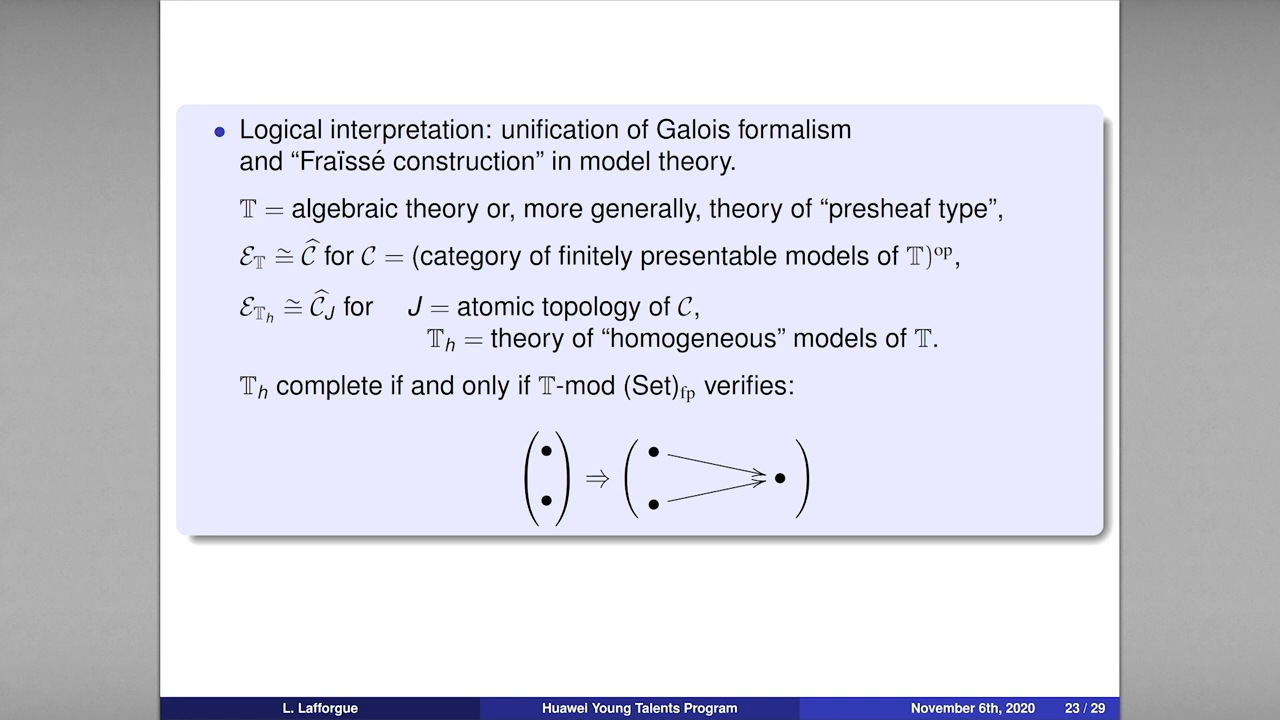 • Logical interpretation: unification of Galois formalism
and “Fraïssé construction” in model theory.
𝕋 = algebraic theory or, more generally, theory of “presheaf type”,
ℰ_𝕋 ≅ 𝒞̂ for 𝒞 = (category of finitely presentable models of 𝕋)^op,
ℰ_{𝕋_h} ≅ 𝒞̂_J for J = atomic topology of 𝒞,
𝕋_h = theory of “homogeneous” models of 𝕋.
𝕋_h complete if and only if 𝕋-mod (Set)_fp verifies:
(• •) ⇒ (• • → •)
L. Lafforgue Huawei Young Talents Program November 6th, 2020 23 / 29